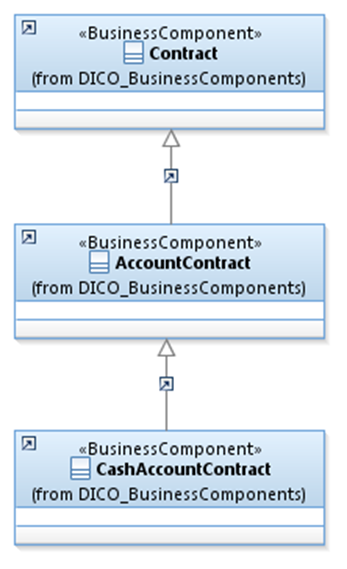 «BusinessComponent»
Contract
(from DICO_BusinessComponents)
«BusinessComponent»
AccountContract
(from DICO_BusinessComponents)
«BusinessComponent»
CashAccountContract
(from DICO_BusinessComponents)